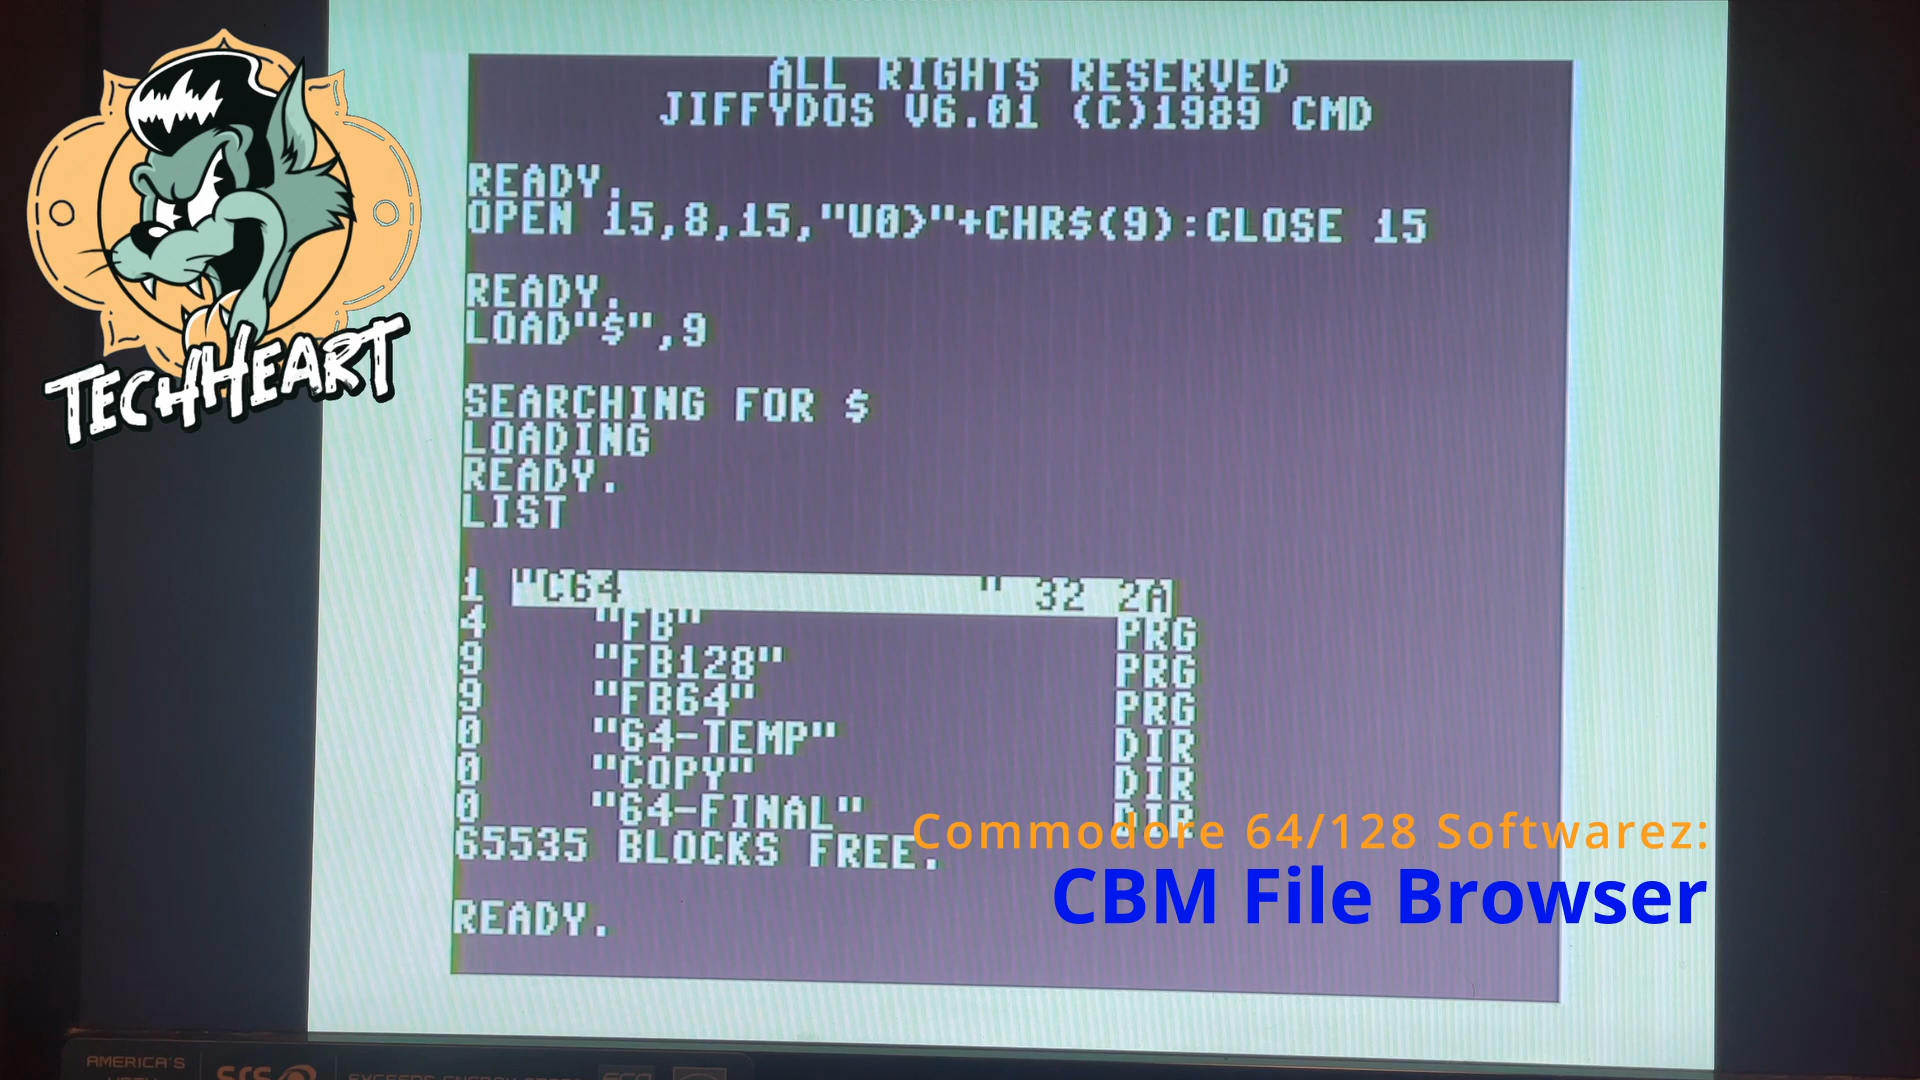 ALL RIGHTS RESERVED
JIFFYDOS V6.01 (C)1989 CMD
READY.
OPEN 15,8,15,"U0>"+CHR$(9):CLOSE 15
READY.
LOAD"$",9
SEARCHING FOR $
LOADING
READY.
LIST
1 "C64 " 32 2A
4 "FB" PRG
9 "FB128" PRG
9 "FB64" PRG
0 "64-TEMP" DIR
0 "COPY" DIR
0 "64-FINAL" DIR
65535 BLOCKS FREE.
READY.
TECHHEART
Commodore 64/128 Softwarez:
CBM File Browser
AMERICA'S
SRS